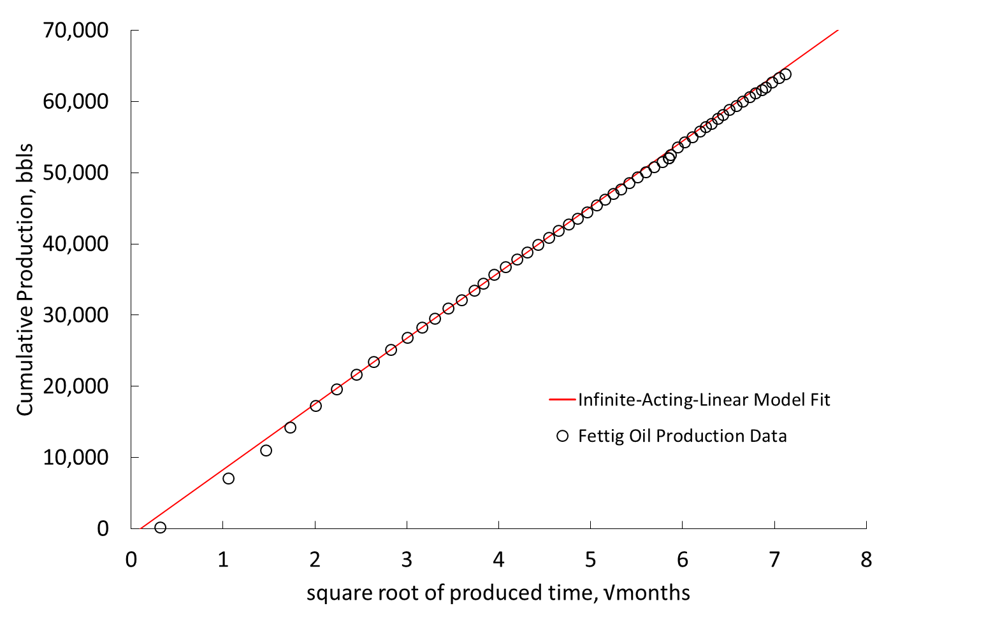 70,000
60,000
50,000
40,000
30,000
20,000
10,000
0
Cumulative Production, bbls
Infinite-Acting-Linear Model Fit
Fettig Oil Production Data
0 1 2 3 4 5 6 7 8
square root of produced time, √months